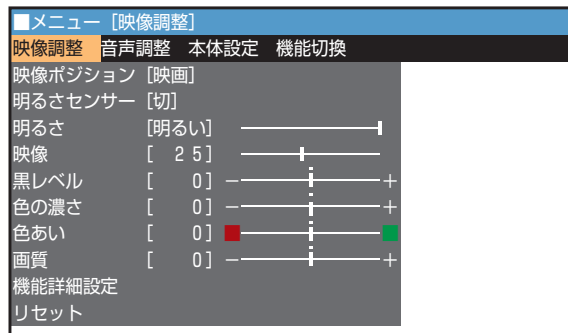 ■メニュー [映像調整]
映像調整 音声調整 本体設定 機能切換
映像ポジション [映画]
明るさセンサー [切]
明るさ [明るい]
映像 [ 25]
黒レベル [ 0] − +
色の濃さ [ 0] − +
色あい [ 0]
画質 [ 0] − +
機能詳細設定
リセット